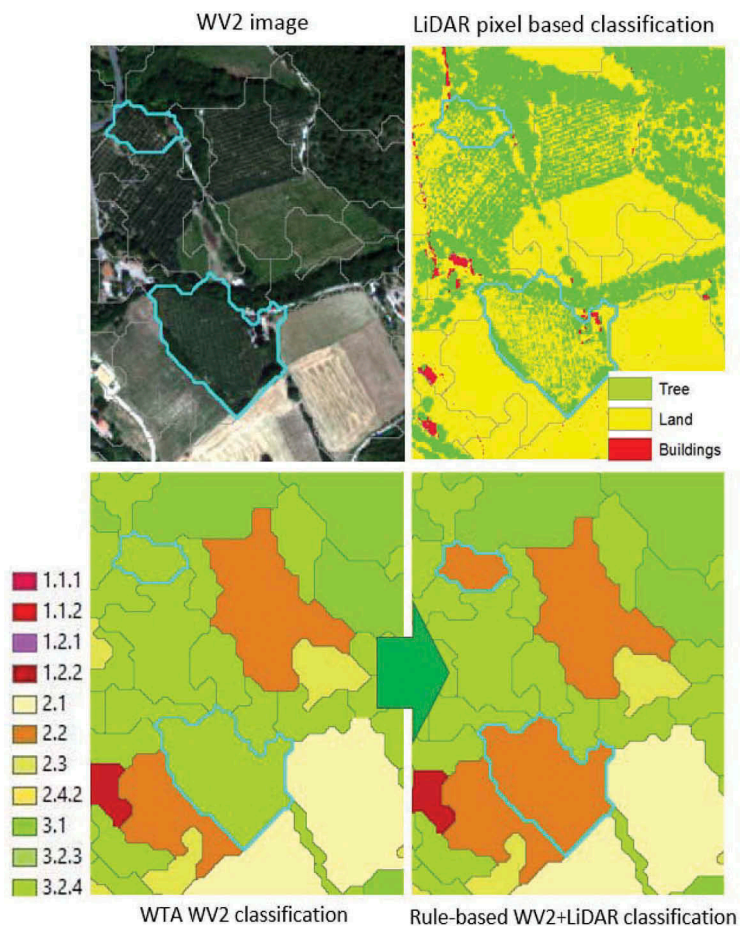 WV2 image
LiDAR pixel based classification
Tree
Land
Buildings
1.1.1
1.1.2
1.2.1
1.2.2
2.1
2.2
2.3
2.4.2
3.1
3.2.3
3.2.4
WTA WV2 classification
Rule-based WV2+LiDAR classification